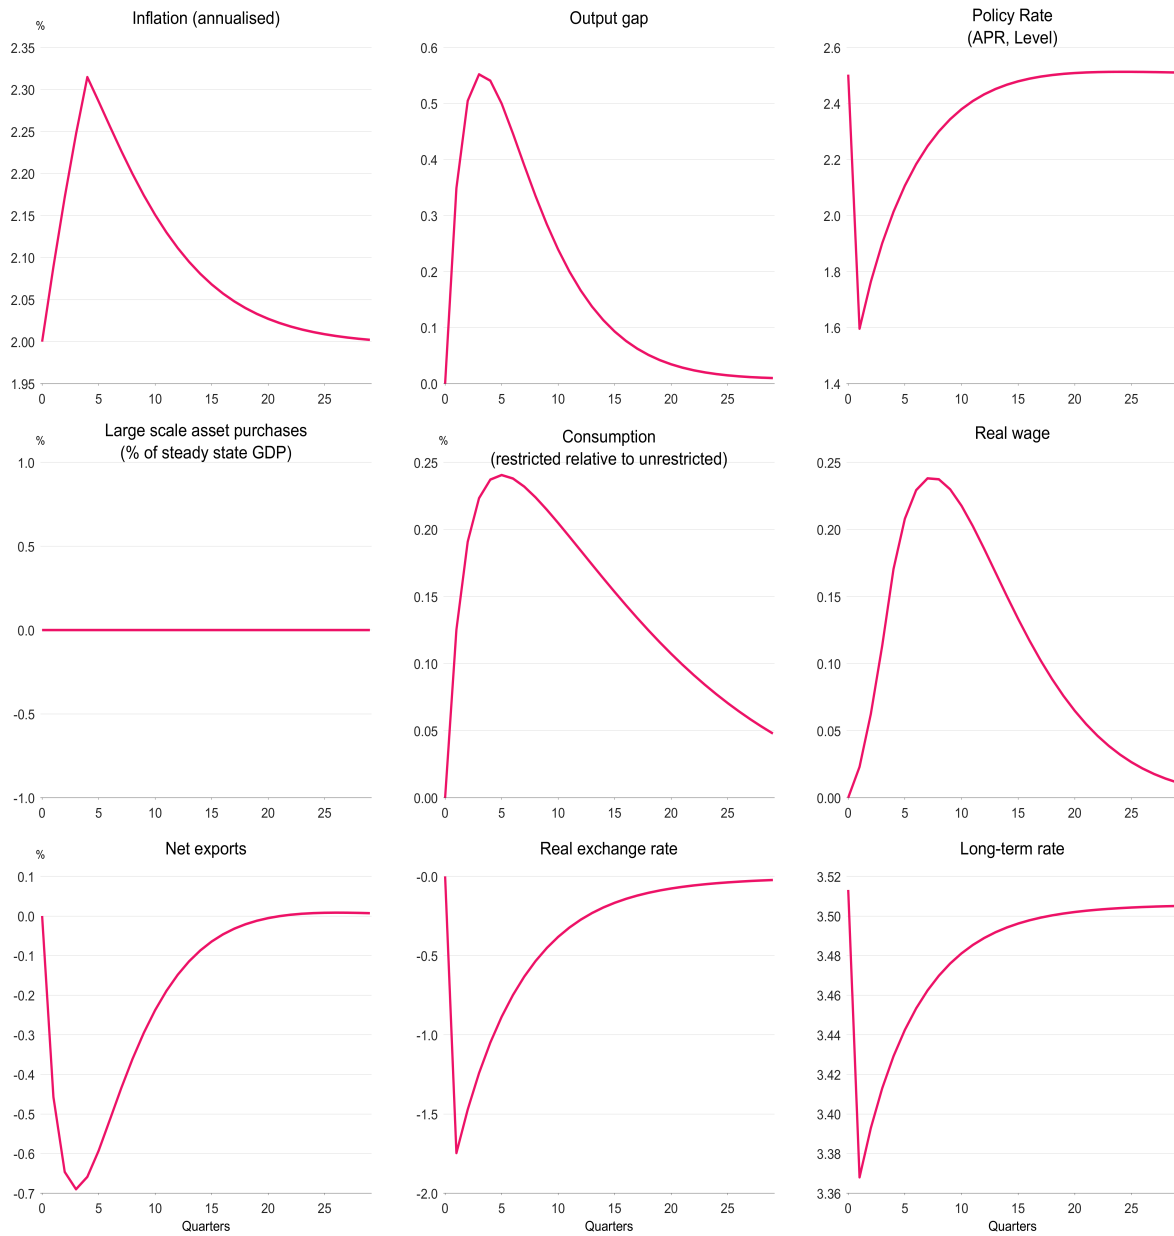 Inflation (annualised)
%
2.35
2.30
2.25
2.20
2.15
2.10
2.05
2.00
1.95
0 5 10 15 20 25
Output gap
0.6
0.5
0.4
0.3
0.2
0.1
0.0
0 5 10 15 20 25
Policy Rate
(APR, Level)
2.6
2.4
2.2
2.0
1.8
1.6
1.4
0 5 10 15 20 25
Large scale asset purchases
(% of steady state GDP)
%
1.0
0.5
0.0
-0.5
-1.0
0 5 10 15 20 25
Consumption
(restricted relative to unrestricted)
%
0.25
0.20
0.15
0.10
0.05
0.00
0 5 10 15 20 25
Real wage
0.25
0.20
0.15
0.10
0.05
0.00
0 5 10 15 20 25
Net exports
%
0.1
0.0
-0.1
-0.2
-0.3
-0.4
-0.5
-0.6
-0.7
0 5 10 15 20 25
Quarters
Real exchange rate
-0.0
-0.5
-1.0
-1.5
-2.0
0 5 10 15 20 25
Quarters
Long-term rate
3.52
3.50
3.48
3.46
3.44
3.42
3.40
3.38
3.36
0 5 10 15 20 25
Quarters